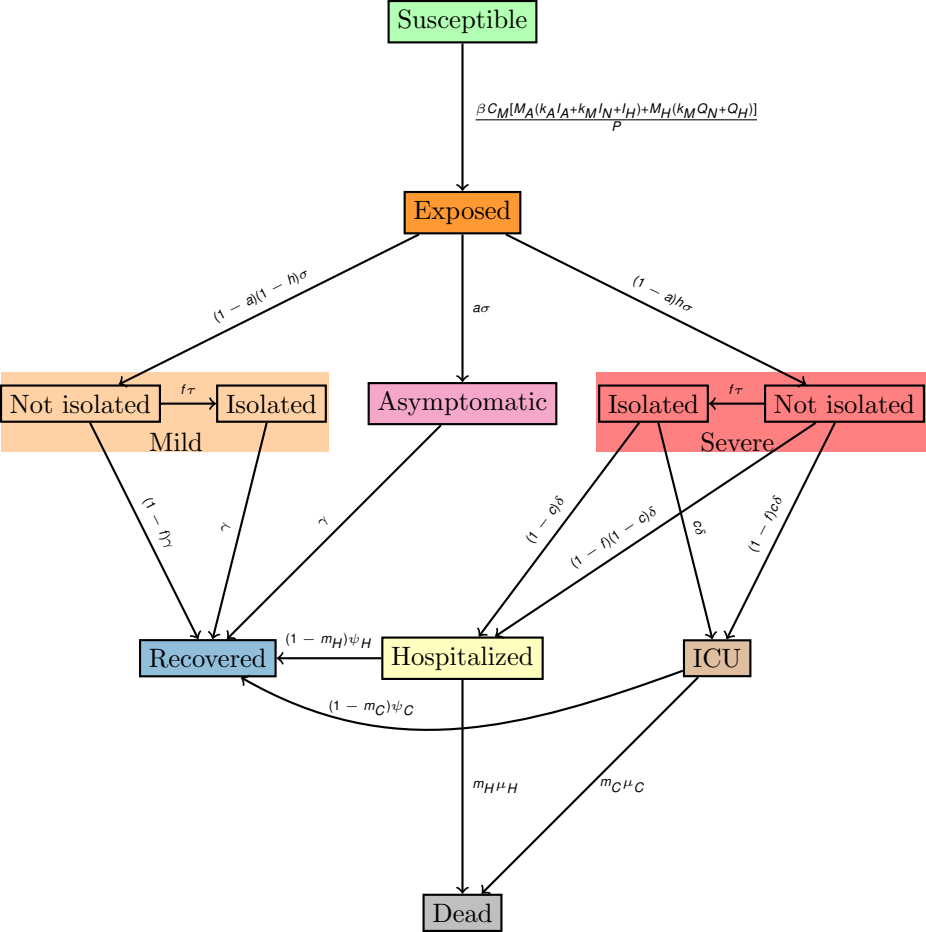 Susceptible
βC_M[M_A(k_A I_A+k_M I_N+I_H)+M_H(k_M Q_N+Q_H)]
P
Exposed
(1 − a)(1 − h)σ
aσ
(1 − a)hσ
Not isolated
fτ
Isolated
Mild
Asymptomatic
Isolated
fτ
Not isolated
Severe
(1 − f)γ
γ
γ
(1 − c)δ
(1 − f)(1 − c)δ
cδ
(1 − f)cδ
Recovered
(1 − m_H)ψ_H
Hospitalized
ICU
(1 − m_C)ψ_C
m_H μ_H
m_C μ_C
Dead